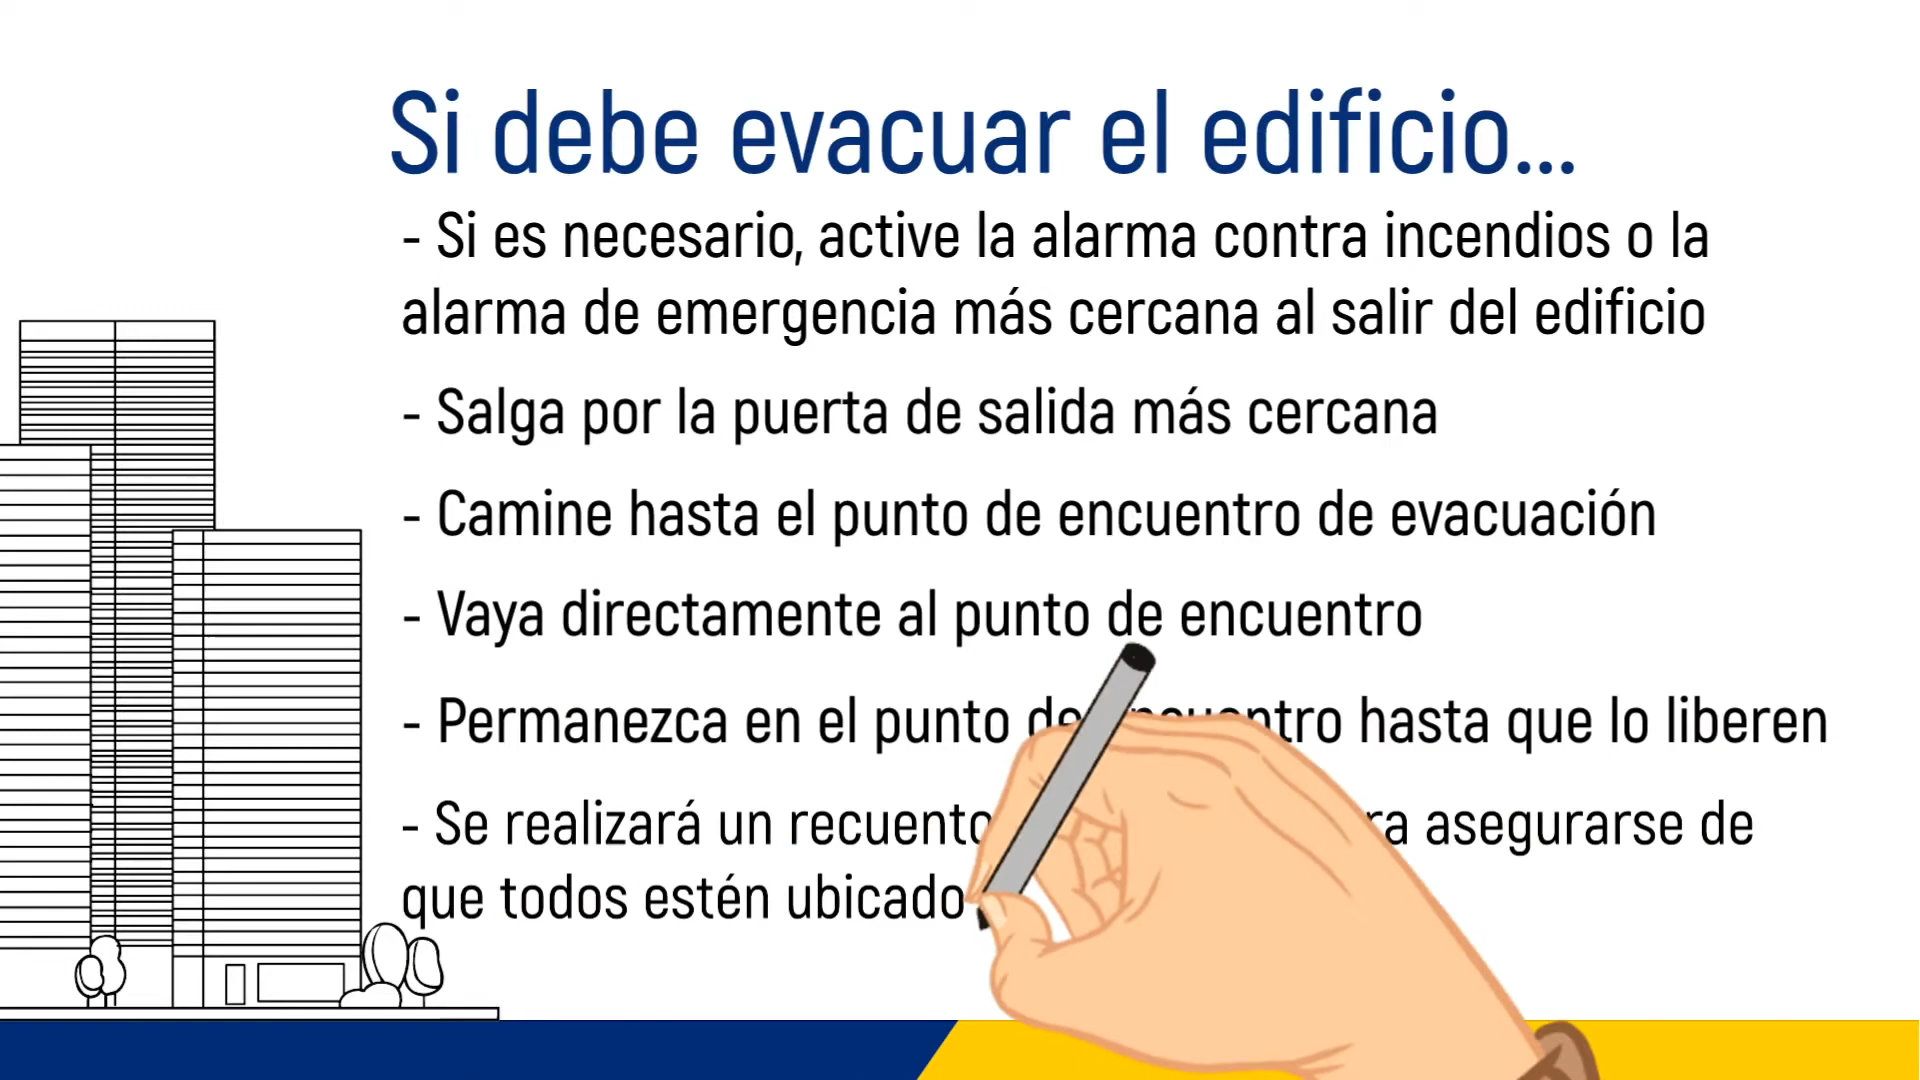 Si debe evacuar el edificio...
- Si es necesario, active la alarma contra incendios o la
alarma de emergencia más cercana al salir del edificio
- Salga por la puerta de salida más cercana
- Camine hasta el punto de encuentro de evacuación
- Vaya directamente al punto de encuentro
- Permanezca en el punto de encuentro hasta que lo liberen
- Se realizará un recuento asegurarse de
que todos estén ubicado